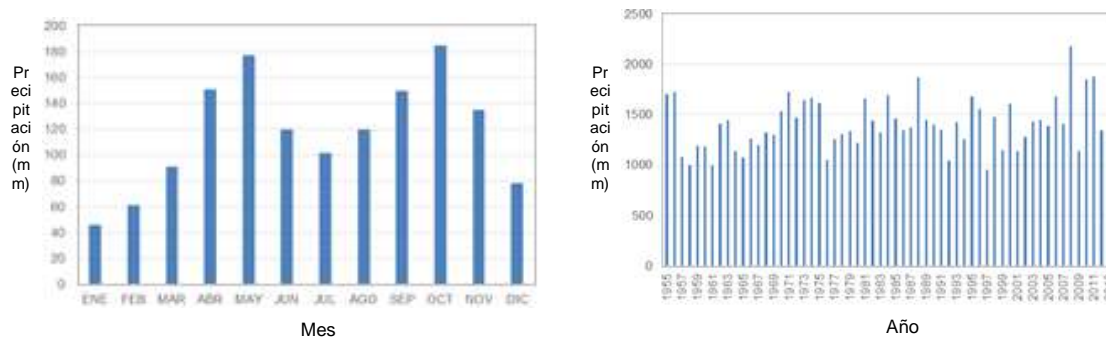 200
180
160
140
120
100
80
60
40
20
0
Pr
eci
pit
aci
ón
(m
m)
ENE FEB MAR ABR MAY JUN JUL AGO SEP OCT NOV DIC
Mes
2500
2000
1500
1000
500
0
Pr
eci
pit
aci
ón
(m
m)
1955 1957 1959 1961 1963 1965 1967 1969 1971 1973 1975 1977 1979 1981 1983 1985 1987 1989 1991 1993 1995 1997 1999 2001 2003 2005 2007 2009 2011
Año